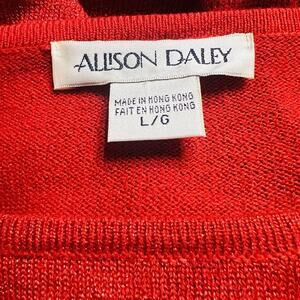 ALLISON DALEY
MADE IN HONG KONG
FAIT EN HONG KONG
L/G